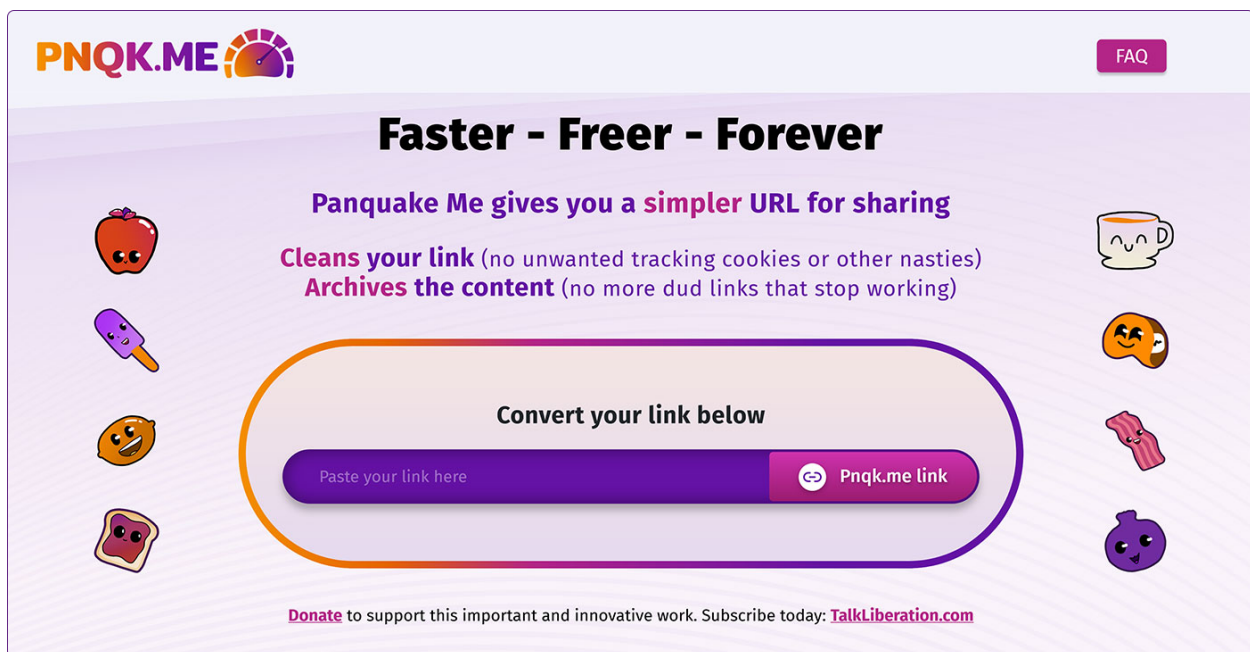 PNQK.ME
FAQ
Faster - Freer - Forever
Panquake Me gives you a simpler URL for sharing
Cleans your link (no unwanted tracking cookies or other nasties)
Archives the content (no more dud links that stop working)
Convert your link below
Paste your link here
Pnqk.me link
Donate to support this important and innovative work. Subscribe today: TalkLiberation.com